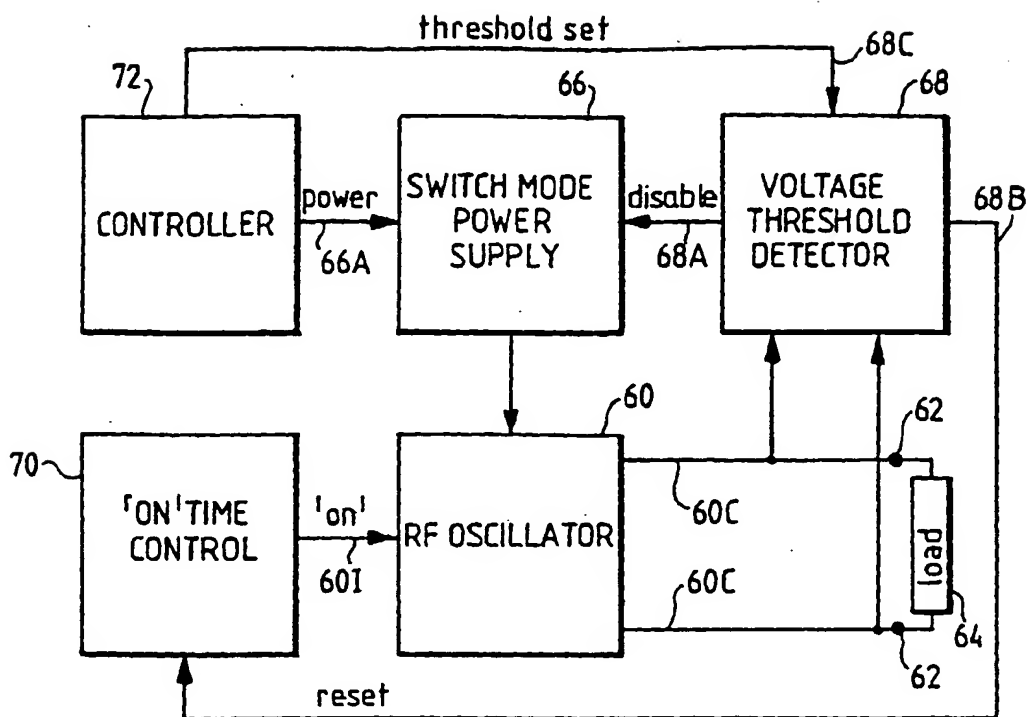 threshold set
68C
72
66
68
CONTROLLER
power
66A
SWITCH MODE
POWER
SUPPLY
disable
68A
VOLTAGE
THRESHOLD
DETECTOR
68B
60
62
70
'ON' TIME
CONTROL
'on'
60I
RF OSCILLATOR
60C
60C
load
64
62
reset